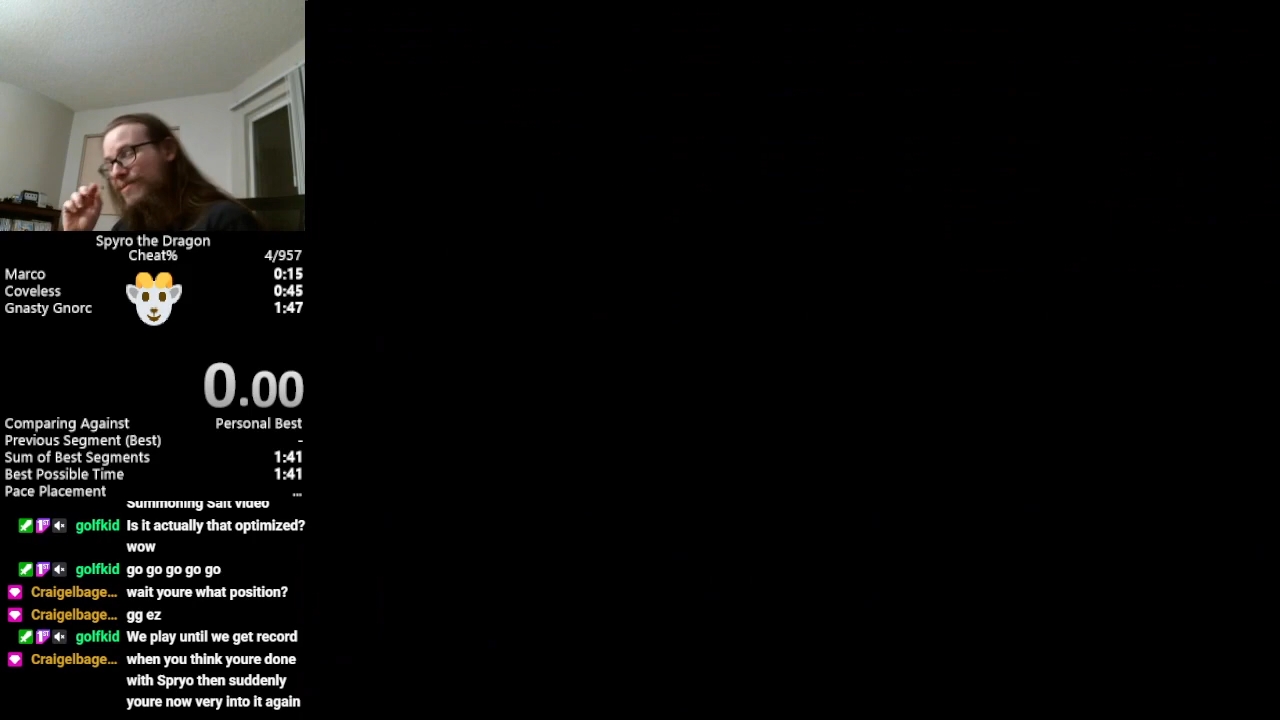 Spyro the Dragon
Cheat% 4/957
Marco 0:15
Coveless 0:45
Gnasty Gnorc 1:47
0.00
Comparing Against Personal Best
Previous Segment (Best) -
Sum of Best Segments 1:41
Best Possible Time 1:41
Pace Placement ...
Summoning Salt video
golfkid Is it actually that optimized?
wow
golfkid go go go go go
Craigelbage… wait youre what position?
Craigelbage… gg ez
golfkid We play until we get record
Craigelbage… when you think youre done
with Spryo then suddenly
youre now very into it again